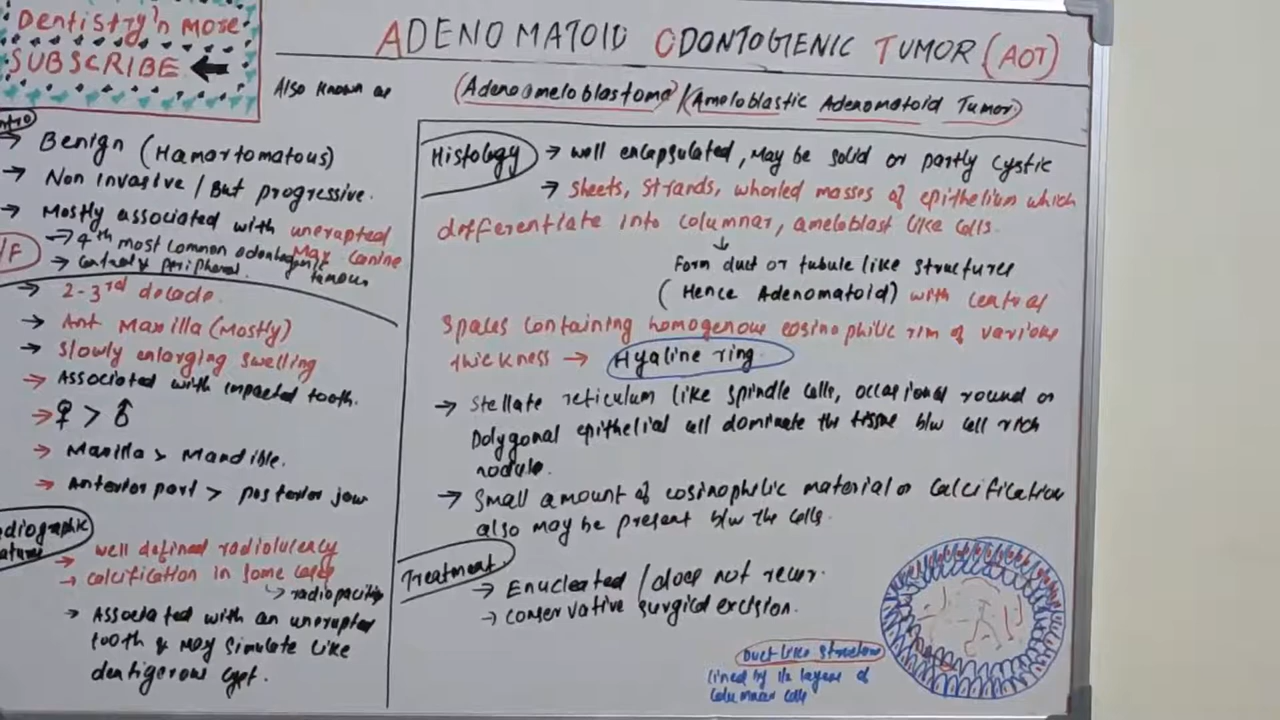 Dentistry'n more
SUBSCRIBE
ADENOMATOID ODONTOGENIC TUMOR (AOT)
Also known as
(Adenoameloblastoma)/(Ameloblastic Adenomatoid Tumor)
ntro
→ Benign (Hamartomatous)
→ Non invasive / But progressive.
→ Mostly associated with unerupted
Max canine
→ 4th most common odontogenic
tumour
→ Central & peripheral.
/F
→ 2-3rd decade.
→ Ant Maxilla (Mostly)
→ Slowly enlarging swelling
→ Associated with impacted tooth.
→ ♀ > ♂
→ Maxilla > Mandible.
→ Anterior part > posterior jaw
adiographic
atures
→ well defined radiolulency
→ calcification in some cases
↳ radiopacities
→ Associated with an unerupted
tooth & may simulate like
dentigerous cyst.
Histology → well encapsulated, May be solid or partly cystic
→ Sheets, Strands, whorled masses of epithelium which
differentiate into columnar, ameloblast like cells.
↓
Form duct or tubule like structures
(Hence Adenomatoid) with central
Spaces containing homogenous eosinophilic rim of various
thickness → Hyaline ring
→ Stellate reticulum like spindle cells, occasional round or
Polygonal epithelial cell dominate the tissue b/w cell rich
nodule.
→ Small amount of eosinophilic material or Calcification
also may be present b/w the cells.
Treatment
→ Enucleated / does not recur.
→ conservative surgical excision.
Duct like structure
lined by layers of
columnar cells